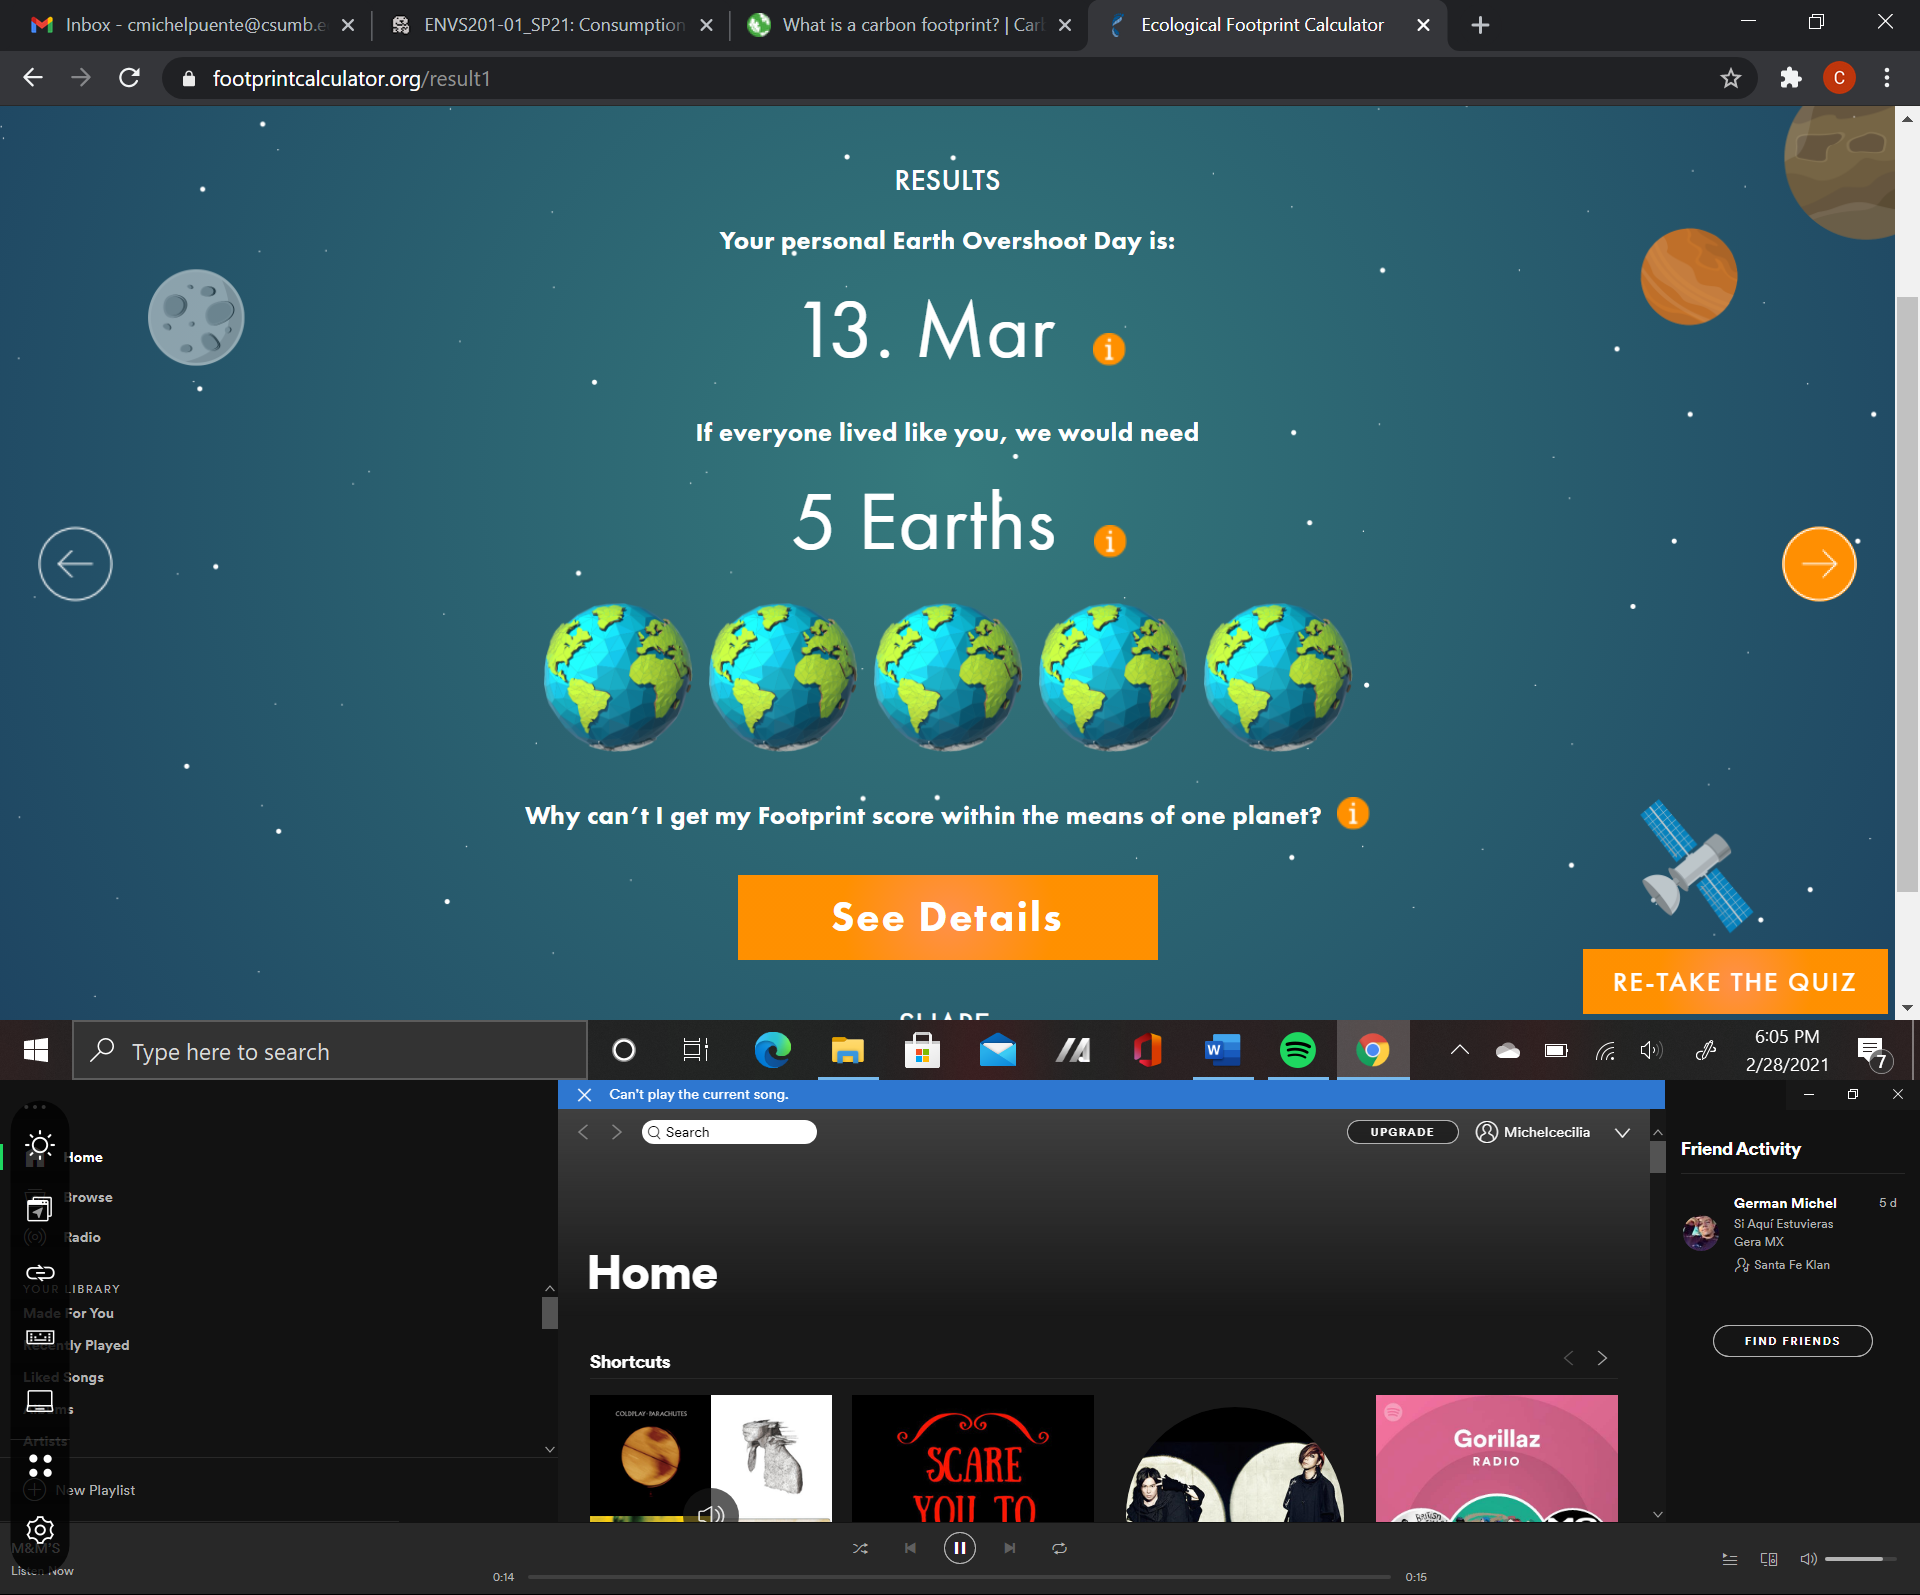 Inbox - cmichelpuente@csumb.e
ENVS201-01_SP21: Consumption
What is a carbon footprint? | Car
Ecological Footprint Calculator
footprintcalculator.org/result1
C
RESULTS
Your personal Earth Overshoot Day is:
13. Mar
i
If everyone lived like you, we would need
5 Earths
i
Why can't I get my Footprint score within the means of one planet?
i
See Details
RE-TAKE THE QUIZ
SHARE
Type here to search
W
6:05 PM
2/28/2021
7
Can't play the current song.
Search
UPGRADE
Michelcecilia
Friend Activity
Home
Browse
Radio
YOUR LIBRARY
Made For You
Recently Played
Liked Songs
Albums
Artists
New Playlist
M&M'S
Listen Now
Home
Shortcuts
COLDPLAY·PARACHUTES
SCARE
YOU TO
Gorillaz
RADIO
German Michel
5 d
Si Aquí Estuvieras
Gera MX
Santa Fe Klan
FIND FRIENDS
0:14
0:15